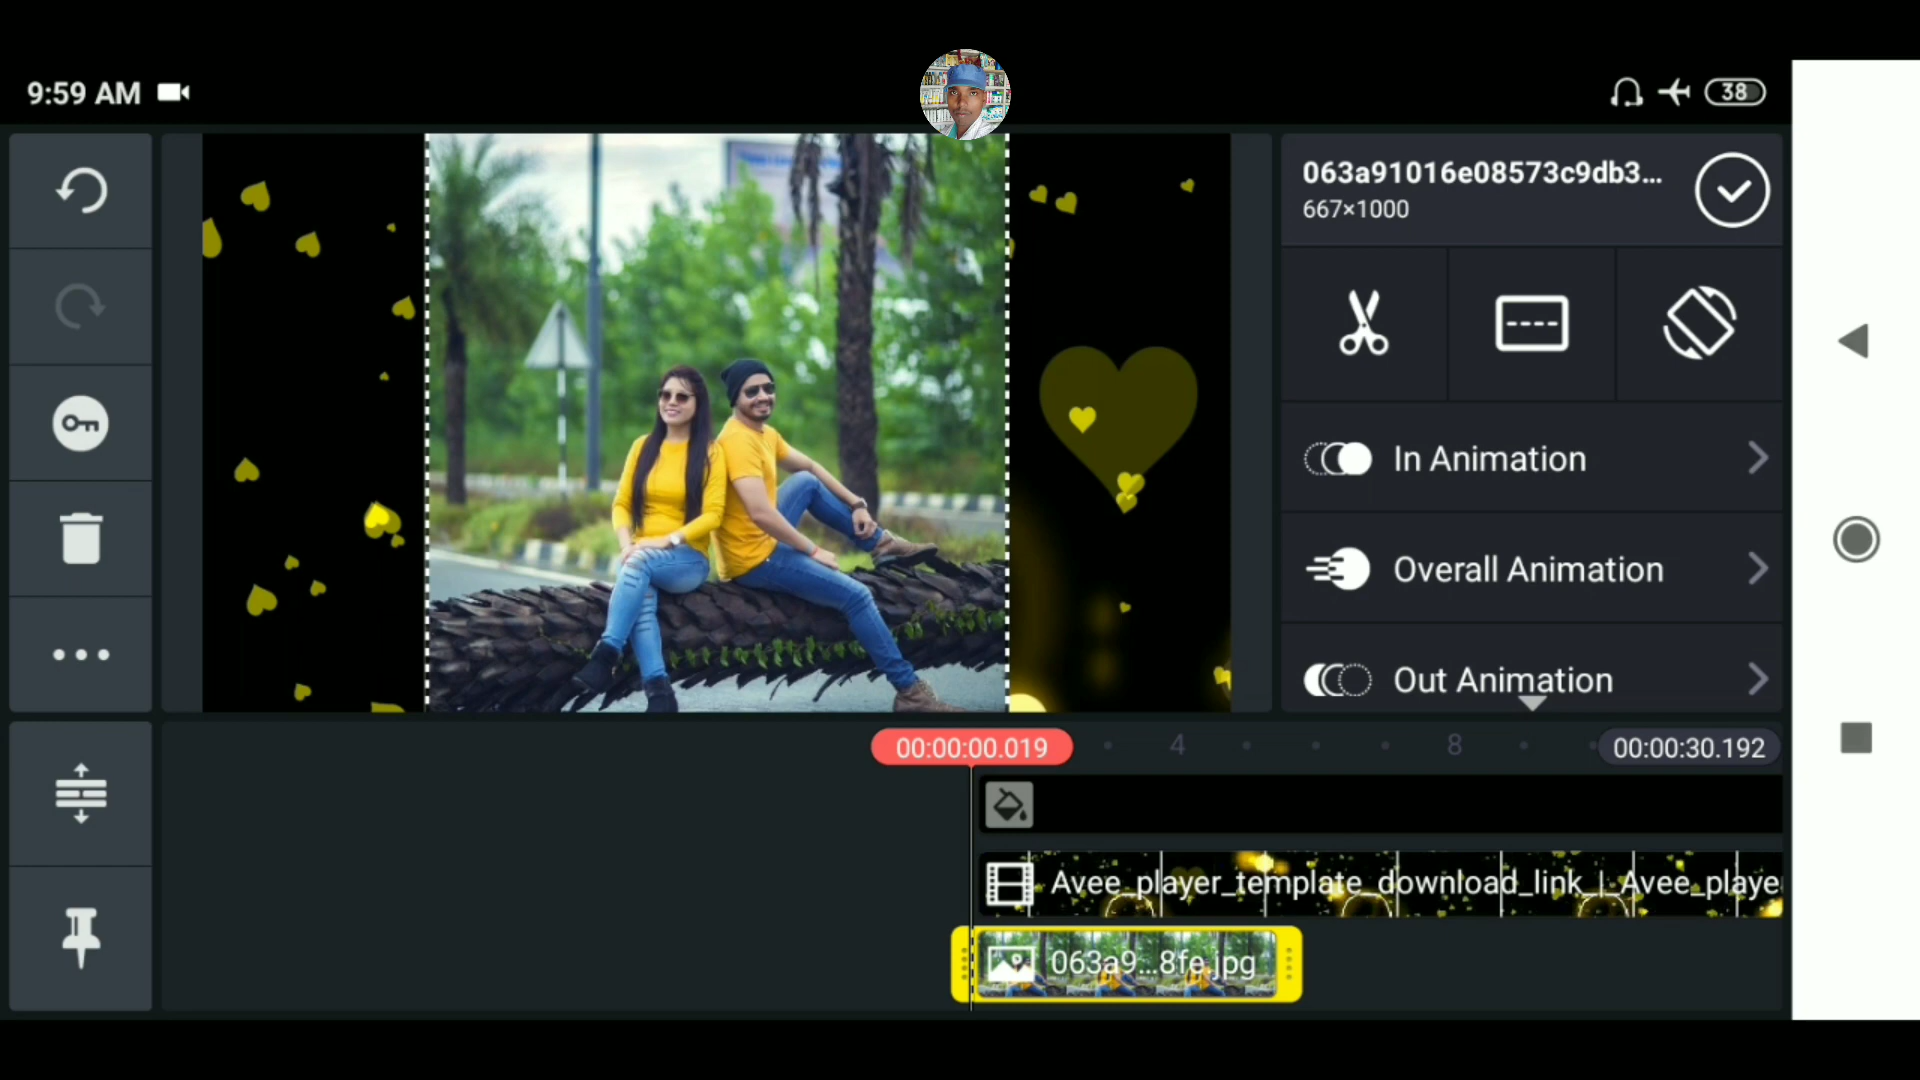 9:59 AM
38
063a91016e08573c9db3...
667×1000
In Animation
Overall Animation
Out Animation
00:00:00.019
4
8
00:00:30.192
Avee_player_template_download_link_|_Avee_playe
063a9...8fe.jpg